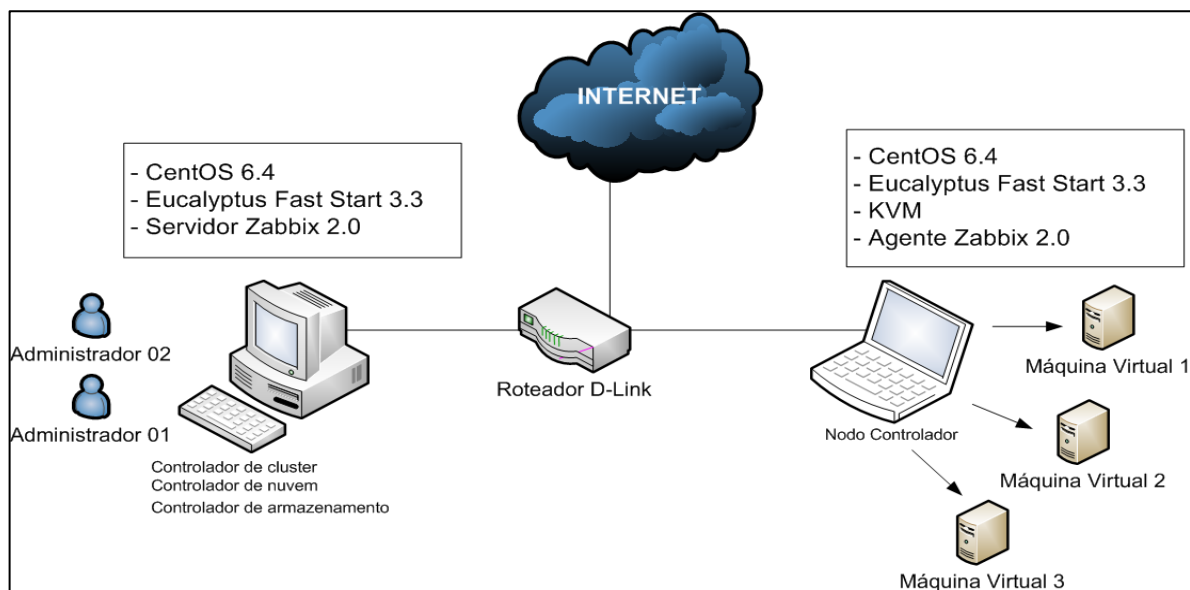 INTERNET
- CentOS 6.4
- Eucalyptus Fast Start 3.3
- Servidor Zabbix 2.0
- CentOS 6.4
- Eucalyptus Fast Start 3.3
- KVM
- Agente Zabbix 2.0
Administrador 02
Administrador 01
Controlador de cluster
Controlador de nuvem
Controlador de armazenamento
Roteador D-Link
Nodo Controlador
Máquina Virtual 1
Máquina Virtual 2
Máquina Virtual 3